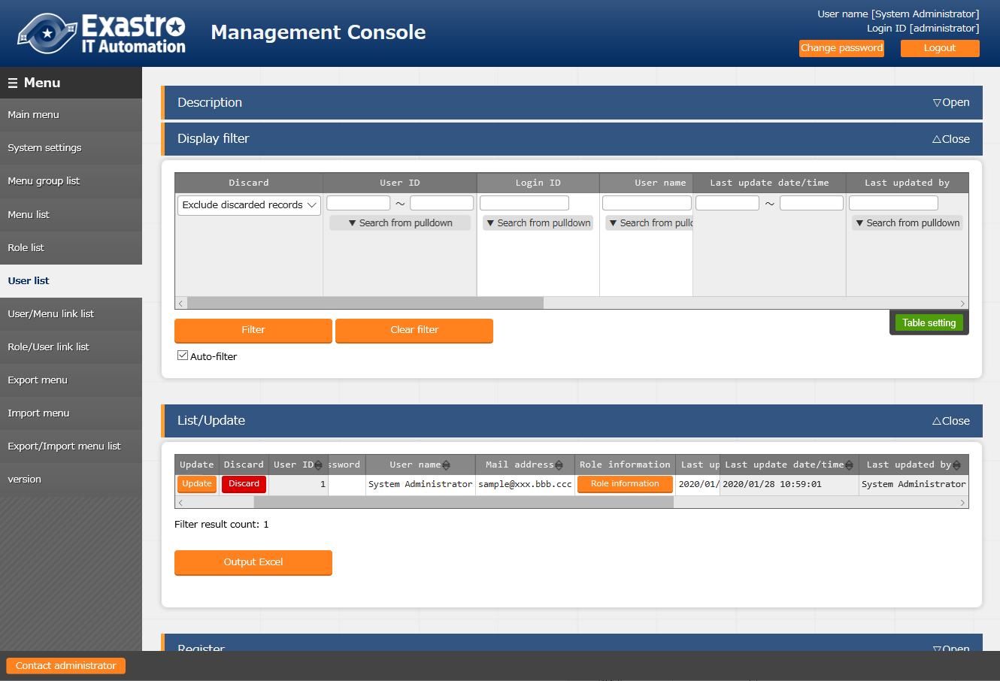 Exastro
IT Automation
Management Console
User name [System Administrator]
Login ID [administrator]
Change password
Logout
Menu
Main menu
System settings
Menu group list
Menu list
Role list
User list
User/Menu link list
Role/User link list
Export menu
Import menu
Export/Import menu list
version
Description
▽Open
Display filter
△Close
Discard User ID Login ID User name Last update date/time Last updated by
Exclude discarded records ~ ~
▼ Search from pulldown ▼ Search from pulldown ▼ Search from pulld ▼ Search from pulldown
Filter
Clear filter
Table setting
Auto-filter
List/Update
△Close
Update Discard User ID ssword User name Mail address Role information Last up Last update date/time Last updated by
Update Discard 1 System Administrator sample@xxx.bbb.ccc Role information 2020/01/ 2020/01/28 10:59:01 System Administrator
Filter result count: 1
Output Excel
Register
▽Open
Contact administrator